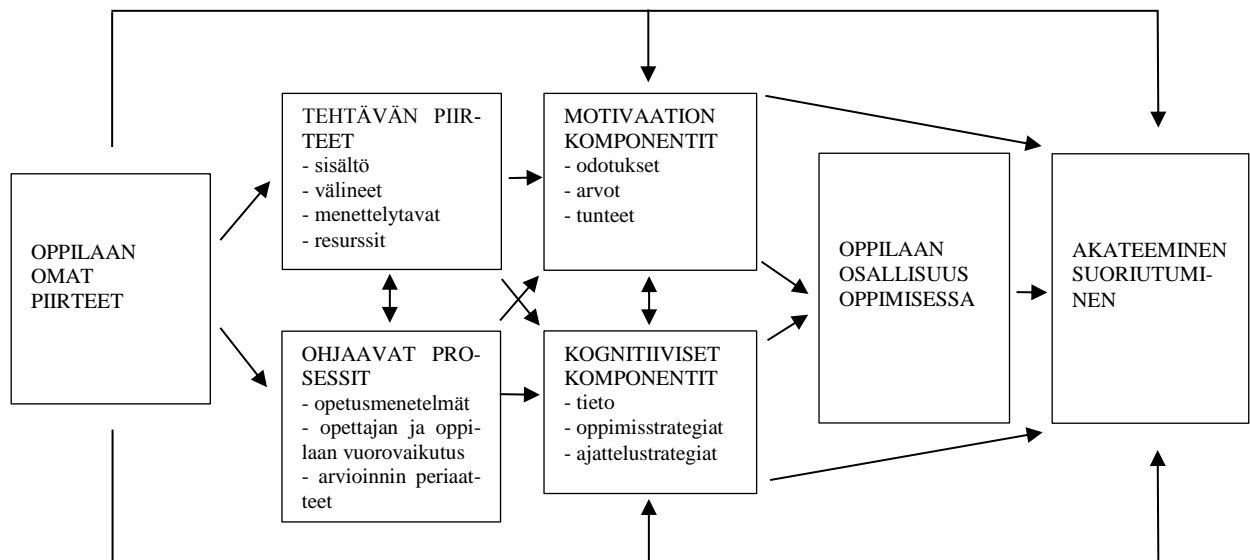 OPPILAAN
OMAT
PIIRTEET
TEHTÄVÄN PIIR-
TEET
- sisältö
- välineet
- menettelytavat
- resurssit
OHJAAVAT PRO-
SESSIT
- opetusmenetelmät
- opettajan ja oppi-
laan vuorovaikutus
- arvioinnin periaat-
teet
MOTIVAATION
KOMPONENTIT
- odotukset
- arvot
- tunteet
KOGNITIIVISET
KOMPONENTIT
- tieto
- oppimisstrategiat
- ajattelustrategiat
OPPILAAN
OSALLISUUS
OPPIMISESSA
AKATEEMINEN
SUORIUTUMI-
NEN